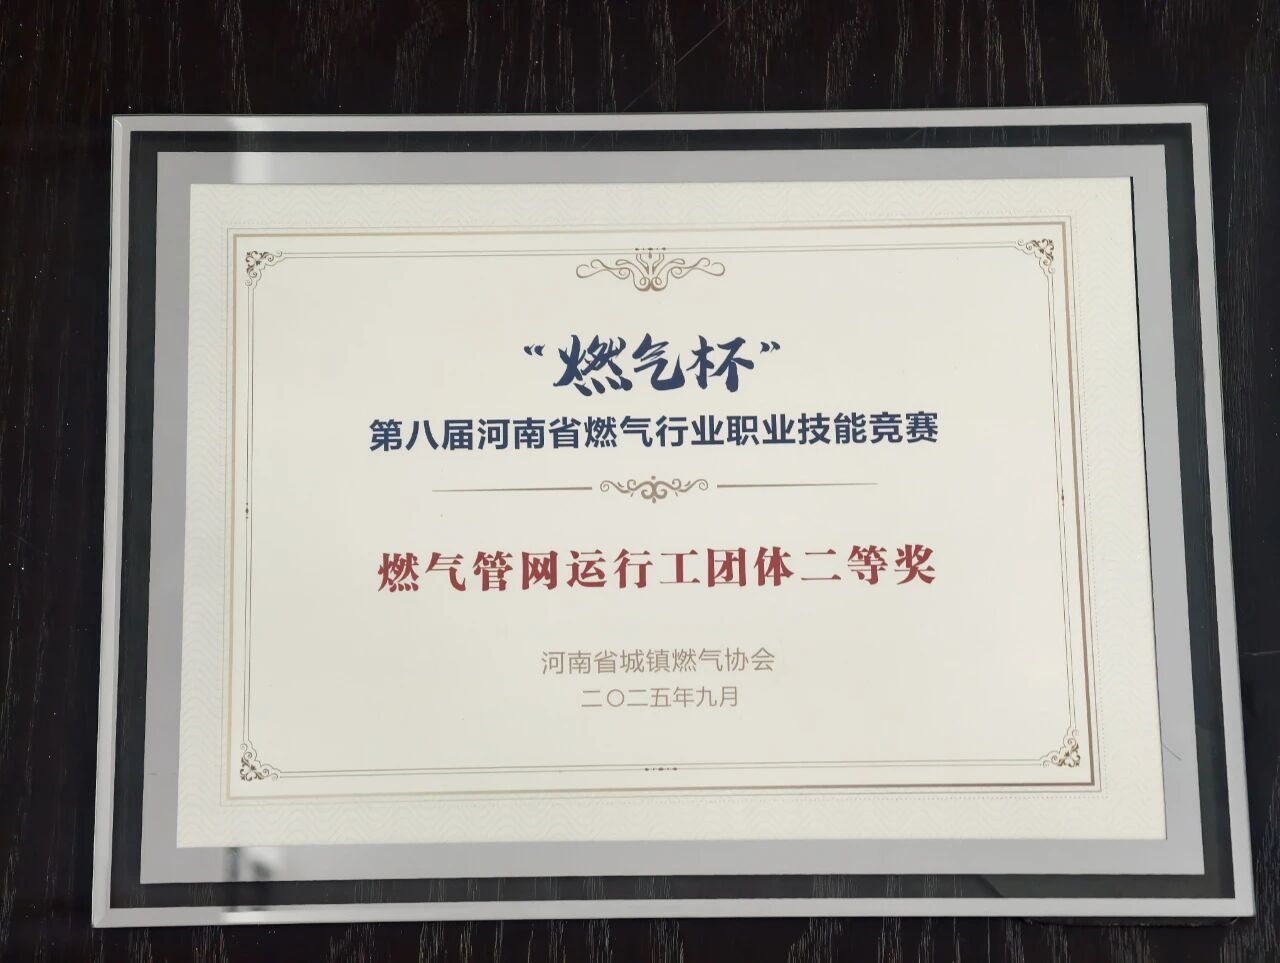 “燃气杯”
第八届河南省燃气行业职业技能竞赛
燃气管网运行工团体二等奖
河南省城镇燃气协会
二〇二五年九月